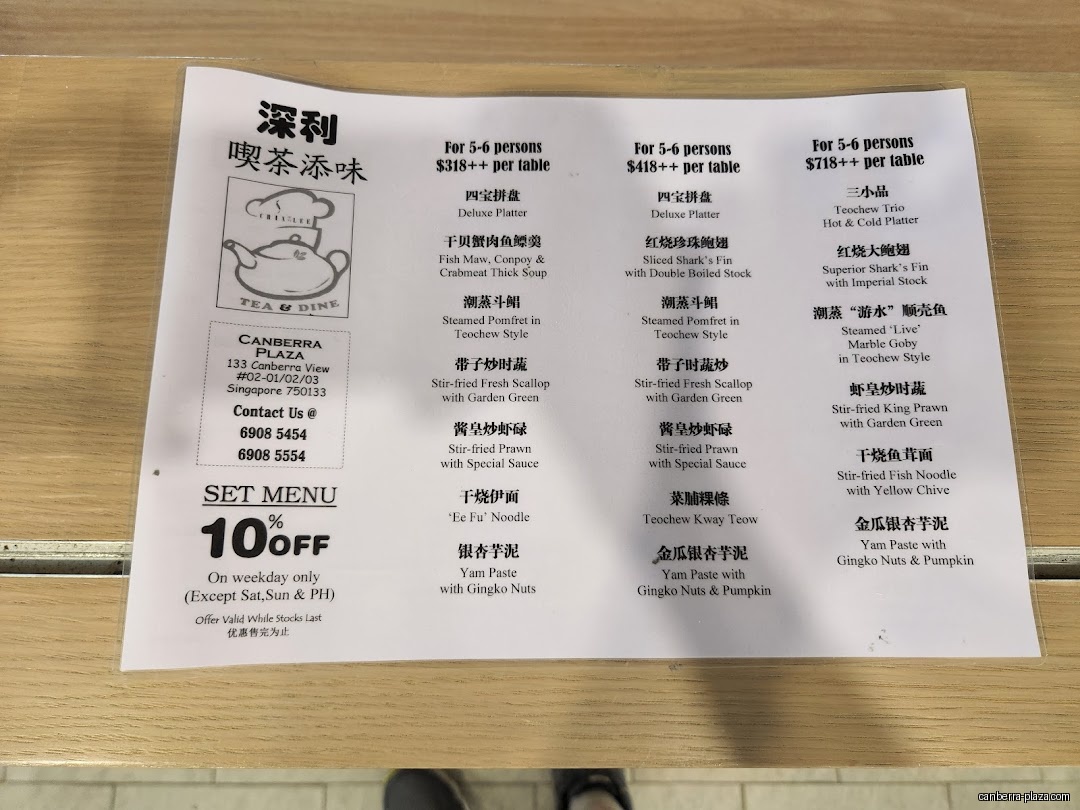 深利
喫茶添味
TEA & DINE
CANBERRA
PLAZA
133 Canberra View
#02-01/02/03
Singapore 750133
Contact Us @
6908 5454
6908 5554
SET MENU
10% OFF
On weekday only
(Except Sat,Sun & PH)
Offer Valid While Stocks Last
优惠售完为止
For 5-6 persons
$318++ per table
四宝拼盘
Deluxe Platter
干贝蟹肉鱼鳔羹
Fish Maw, Conpoy &
Crabmeat Thick Soup
潮蒸斗鲳
Steamed Pomfret in
Teochew Style
带子炒时蔬
Stir-fried Fresh Scallop
with Garden Green
酱皇炒虾碌
Stir-fried Prawn
with Special Sauce
干烧伊面
‘Ee Fu’ Noodle
银杏芋泥
Yam Paste
with Gingko Nuts
For 5-6 persons
$418++ per table
四宝拼盘
Deluxe Platter
红烧珍珠鲍翅
Sliced Shark’s Fin
with Double Boiled Stock
潮蒸斗鲳
Steamed Pomfret in
Teochew Style
带子时蔬炒
Stir-fried Fresh Scallop
with Garden Green
酱皇炒虾碌
Stir-fried Prawn
with Special Sauce
菜脯粿條
Teochew Kway Teow
金瓜银杏芋泥
Yam Paste with
Gingko Nuts & Pumpkin
For 5-6 persons
$718++ per table
三小品
Teochew Trio
Hot & Cold Platter
红烧大鲍翅
Superior Shark’s Fin
with Imperial Stock
潮蒸“游水”顺壳鱼
Steamed ‘Live’
Marble Goby
in Teochew Style
虾皇炒时蔬
Stir-fried King Prawn
with Garden Green
干烧鱼茸面
Stir-fried Fish Noodle
with Yellow Chive
金瓜银杏芋泥
Yam Paste with
Gingko Nuts & Pumpkin
canberra-plaza.com